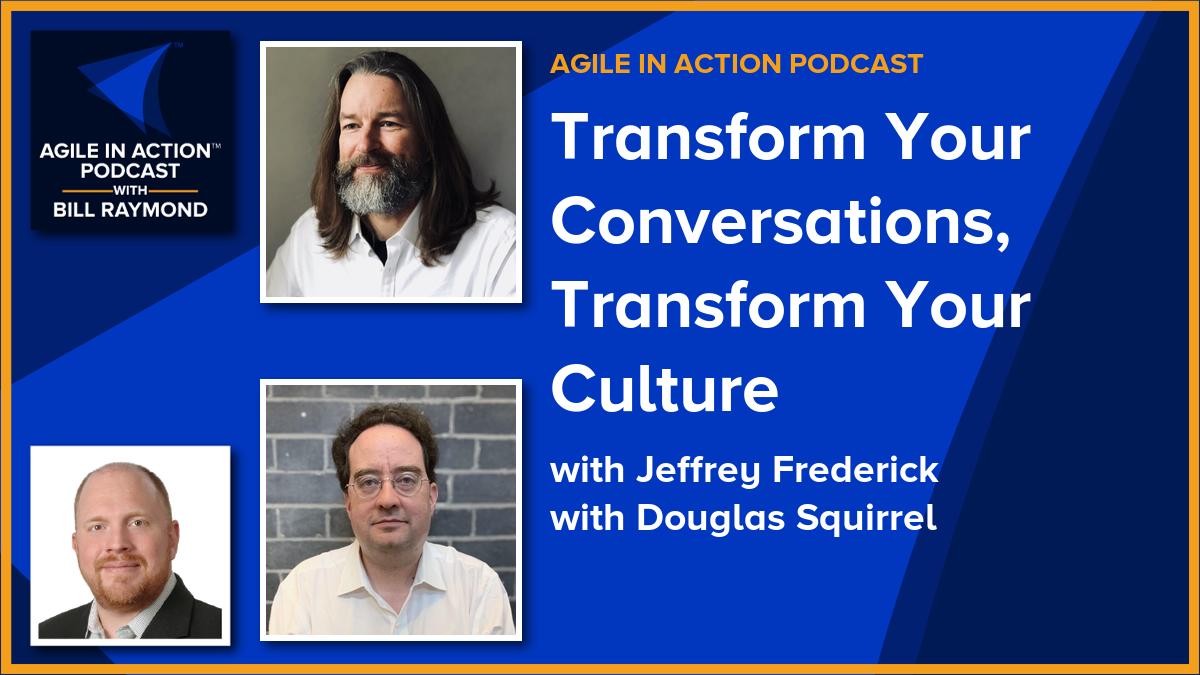 AGILE IN ACTION™
PODCAST
WITH
BILL RAYMOND
AGILE IN ACTION PODCAST
Transform Your
Conversations,
Transform Your
Culture
with Jeffrey Frederick
with Douglas Squirrel